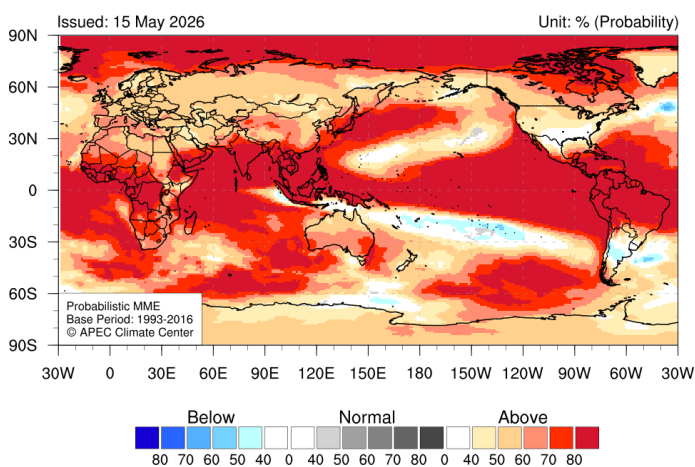 Issued: 15 May 2026 Unit: % (Probability)
90N
60N
30N
0
30S
60S
90S
Probabilistic MME
Base Period: 1993-2016
© APEC Climate Center
30W 0 30E 60E 90E 120E 150E 180 150W 120W 90W 60W 30W
Below Normal Above
80 70 60 50 40 0 40 50 60 70 80 0 40 50 60 70 80